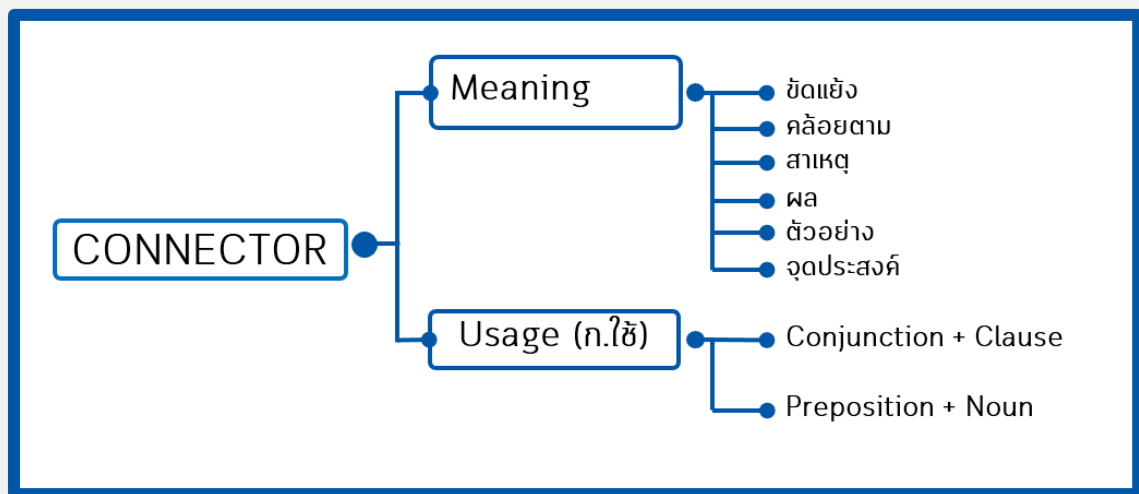 CONNECTOR
Meaning
ขัดแย้ง
คล้อยตาม
สาเหตุ
ผล
ตัวอย่าง
จุดประสงค์
Usage (ก.ใช้)
Conjunction + Clause
Preposition + Noun